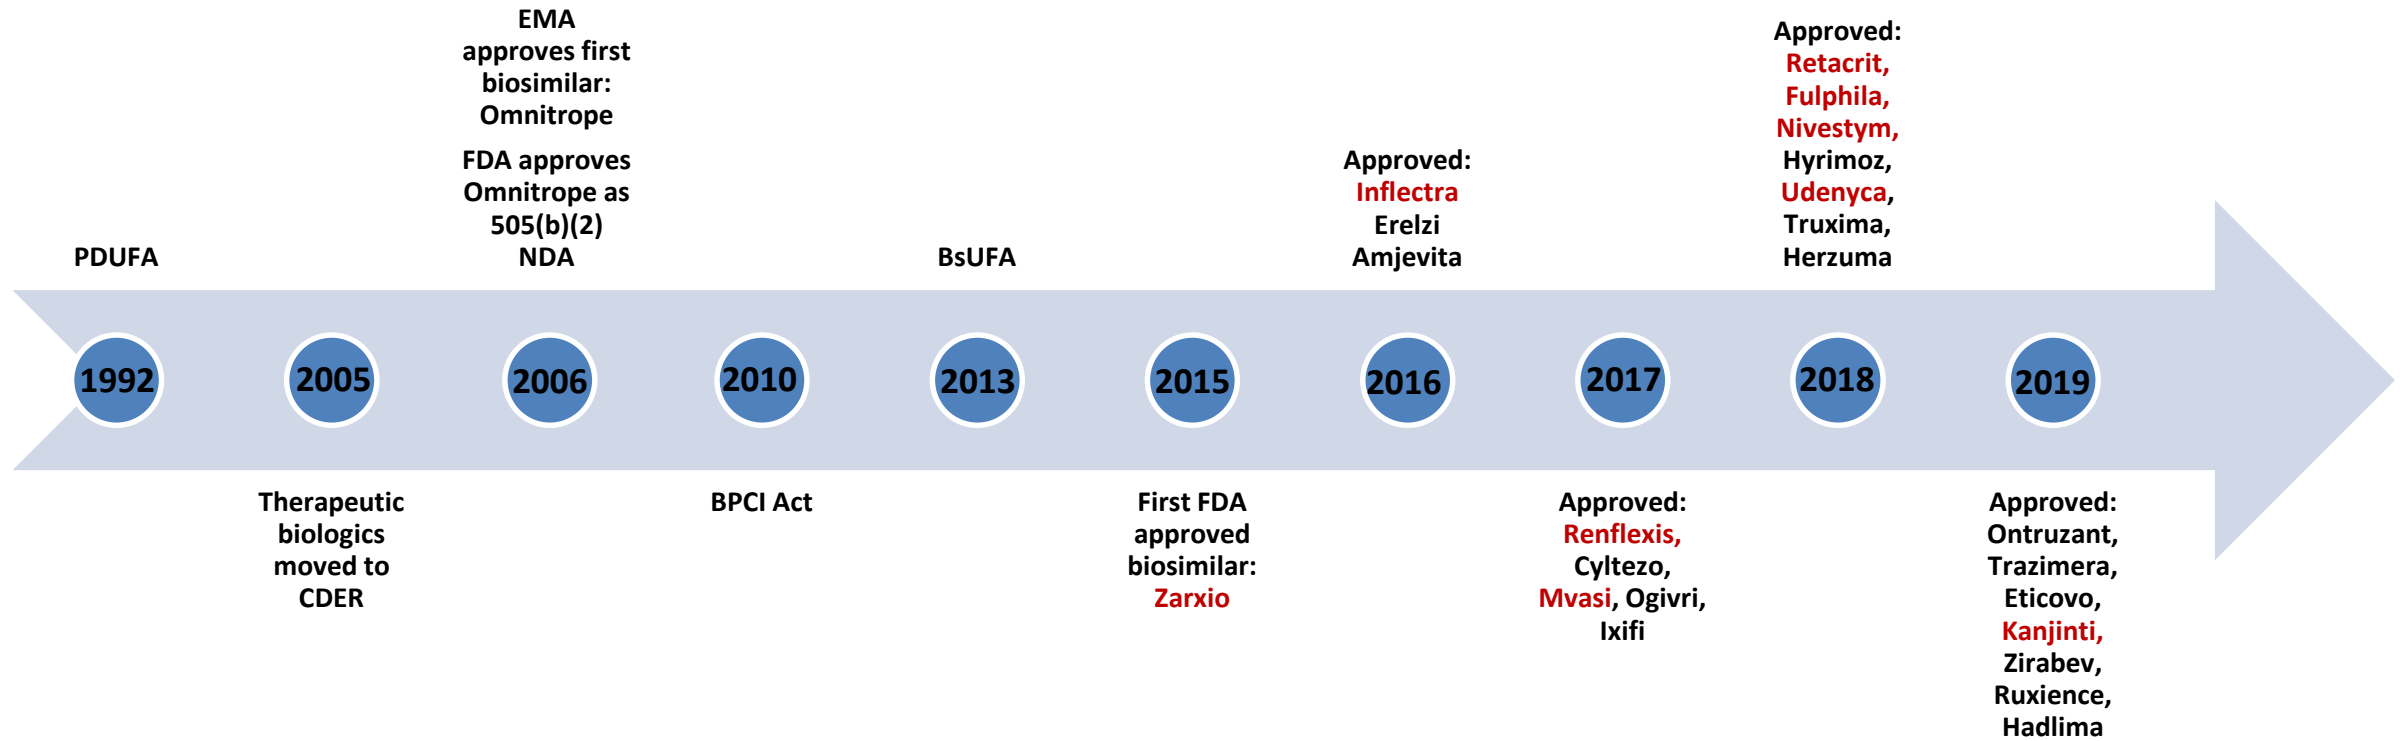 EMA
approves first
biosimilar:
Omnitrope
FDA approves
Omnitrope as
505(b)(2)
NDA
Approved:
Inflectra
Erelzi
Amjevita
Approved:
Retacrit,
Fulphila,
Nivestym,
Hyrimoz,
Udenyca,
Truxima,
Herzuma
PDUFA
BsUFA
1992
2005
2006
2010
2013
2015
2016
2017
2018
2019
Therapeutic
biologics
moved to
CDER
BPCI Act
First FDA
approved
biosimilar:
Zarxio
Approved:
Renflexis,
Cyltezo,
Mvasi, Ogivri,
Ixifi
Approved:
Ontruzant,
Trazimera,
Eticovo,
Kanjinti,
Zirabev,
Ruxience,
Hadlima